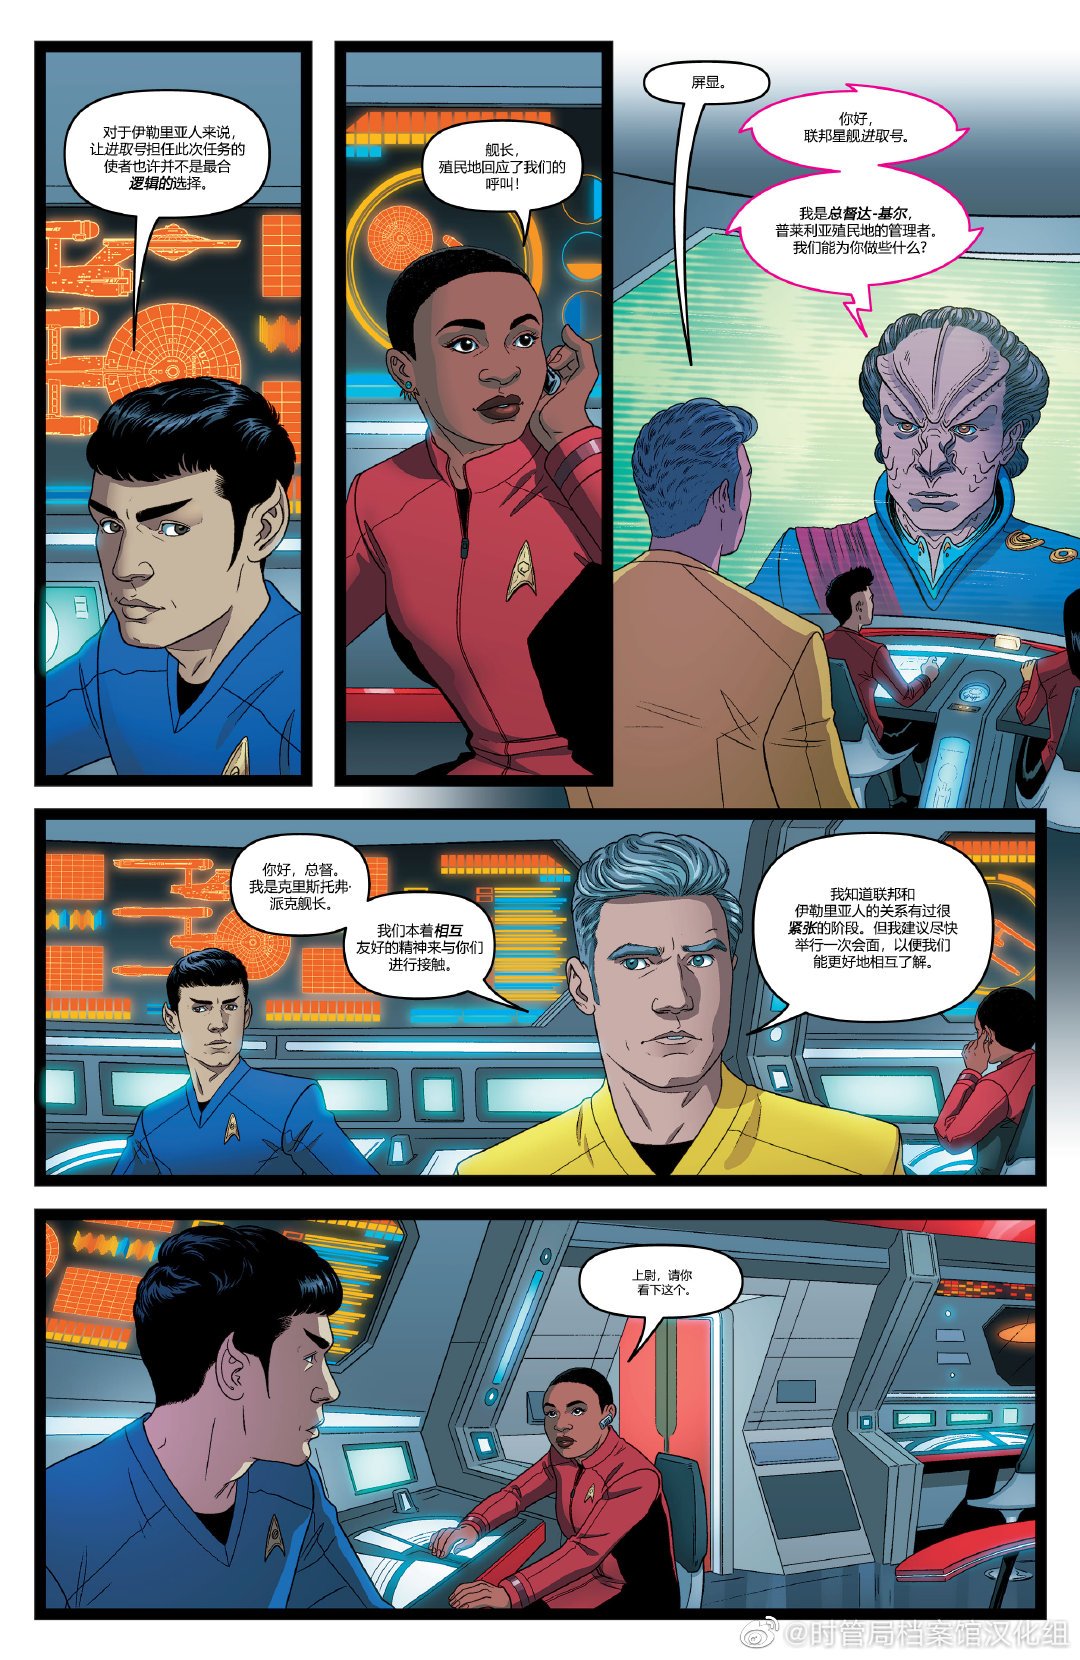 对于伊勒里亚人来说，
让进取号担任此次任务的
使者也许并不是最合
逻辑的选择。
舰长，
殖民地回应了我们的
呼叫！
屏显。
你好，
联邦星舰进取号。
我是总督达-基尔，
普莱利亚殖民地的管理者。
我们能为你做些什么？
你好，总督。
我是克里斯托弗·
派克舰长。
我们本着相互
友好的精神来与你们
进行接触。
我知道联邦和
伊勒里亚人的关系有过很
紧张的阶段。但我建议尽快
举行一次会面，以便我们
能更好地相互了解。
上尉，请你
看下这个。
@时管局档案馆汉化组